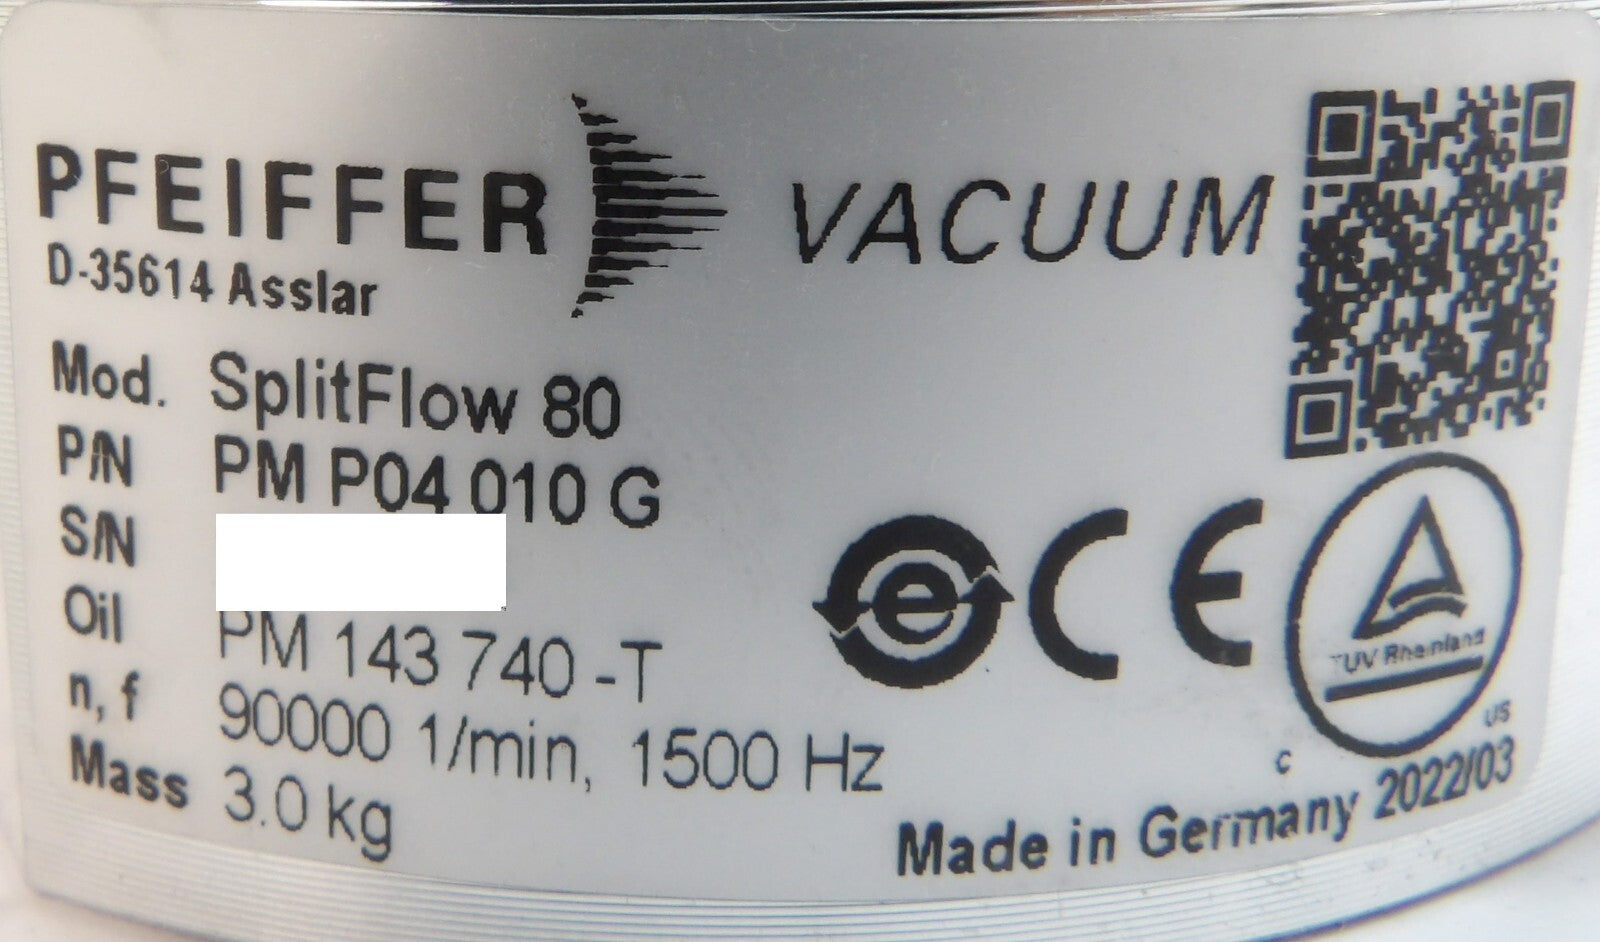 PFEIFFER VACUUM
D-35614 Asslar
Mod. SplitFlow 80
P/N PM P04 010 G
S/N
Oil PM 143 740 -T
n, f 90000 1/min, 1500 Hz
Mass 3.0 kg
e CE
TÜV Rheinland
C US
Made in Germany 2022/03